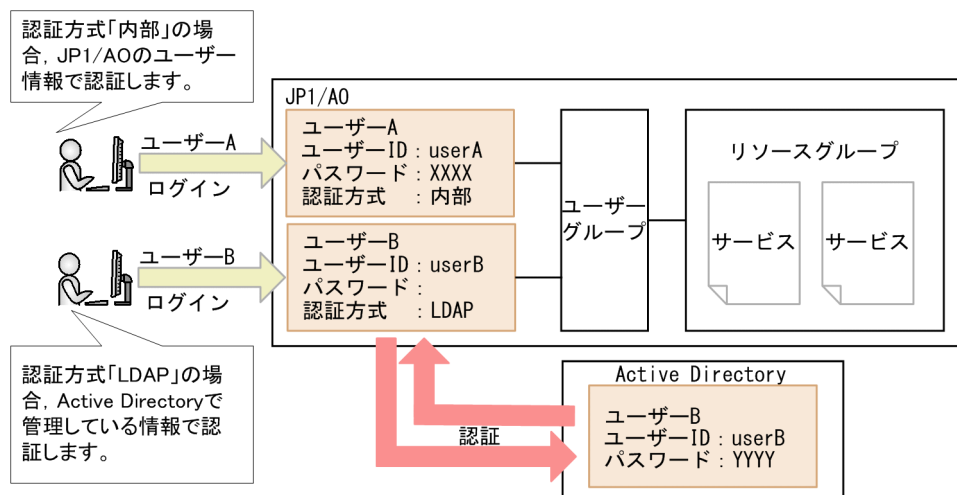 認証方式「内部」の場
合，JP1/AOのユーザー
情報で認証します。
JP1/AO
ユーザーA
ログイン
ユーザーA
ユーザーID：userA
パスワード：XXXX
認証方式　：内部
ユーザー
グループ
リソースグループ
サービス
サービス
ユーザーB
ログイン
ユーザーB
ユーザーID：userB
パスワード：
認証方式　：LDAP
認証方式「LDAP」の場
合，Active Directoryで
管理している情報で認
証します。
認証
Active Directory
ユーザーB
ユーザーID：userB
パスワード：YYYY